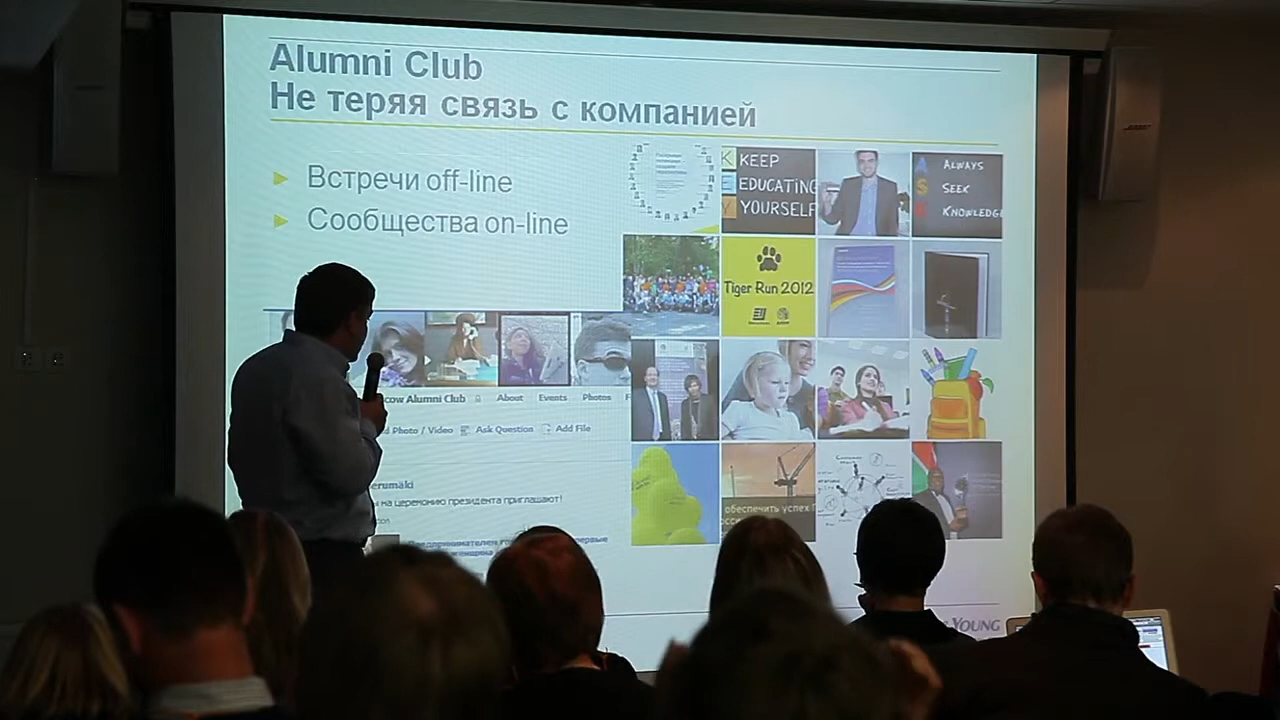 Alumni Club
Не теряя связь с компанией
Встречи off-line
Сообщества on-line
K KEEP
E EDUCATING
Y YOURSELF
ALWAYS
SEEK
KNOWLEDGE
Tiger Run 2012
Alumni Club About Events Photos
Photo / Video Ask Question Add File
на церемонию президента приглашают!
обеспечить успех
YOUNG